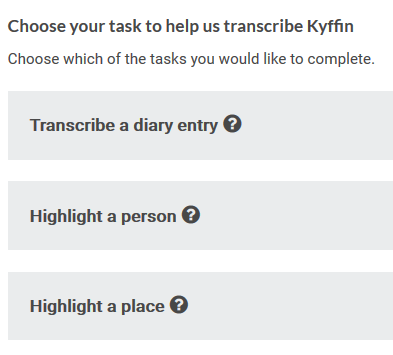 Choose your task to help us transcribe Kyffin
Choose which of the tasks you would like to complete.
Transcribe a diary entry ?
Highlight a person ?
Highlight a place ?